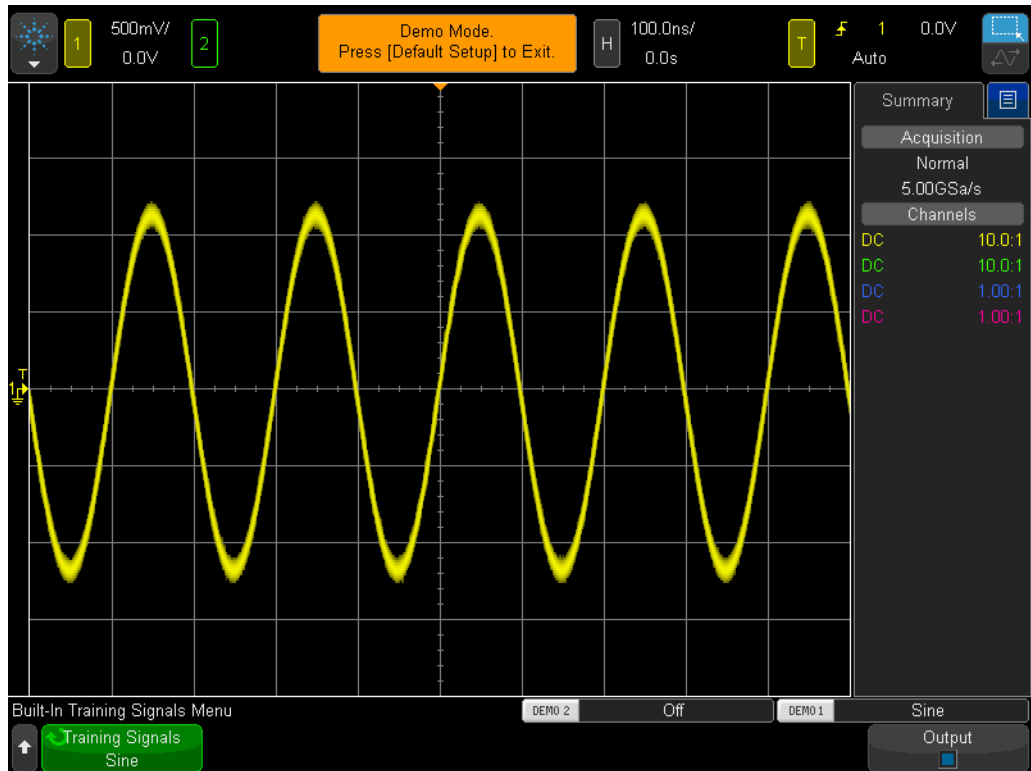 1 500mV/ 2 Demo Mode. H 100.0ns/ T 1 0.0V
0.0V Press [Default Setup] to Exit. 0.0s Auto
Summary
Acquisition
Normal
5.00GSa/s
Channels
DC 10.0:1
DC 10.0:1
DC 1.00:1
DC 1.00:1
T
1
Built-In Training Signals Menu DEMO 2 Off DEMO 1 Sine
Training Signals Output
Sine